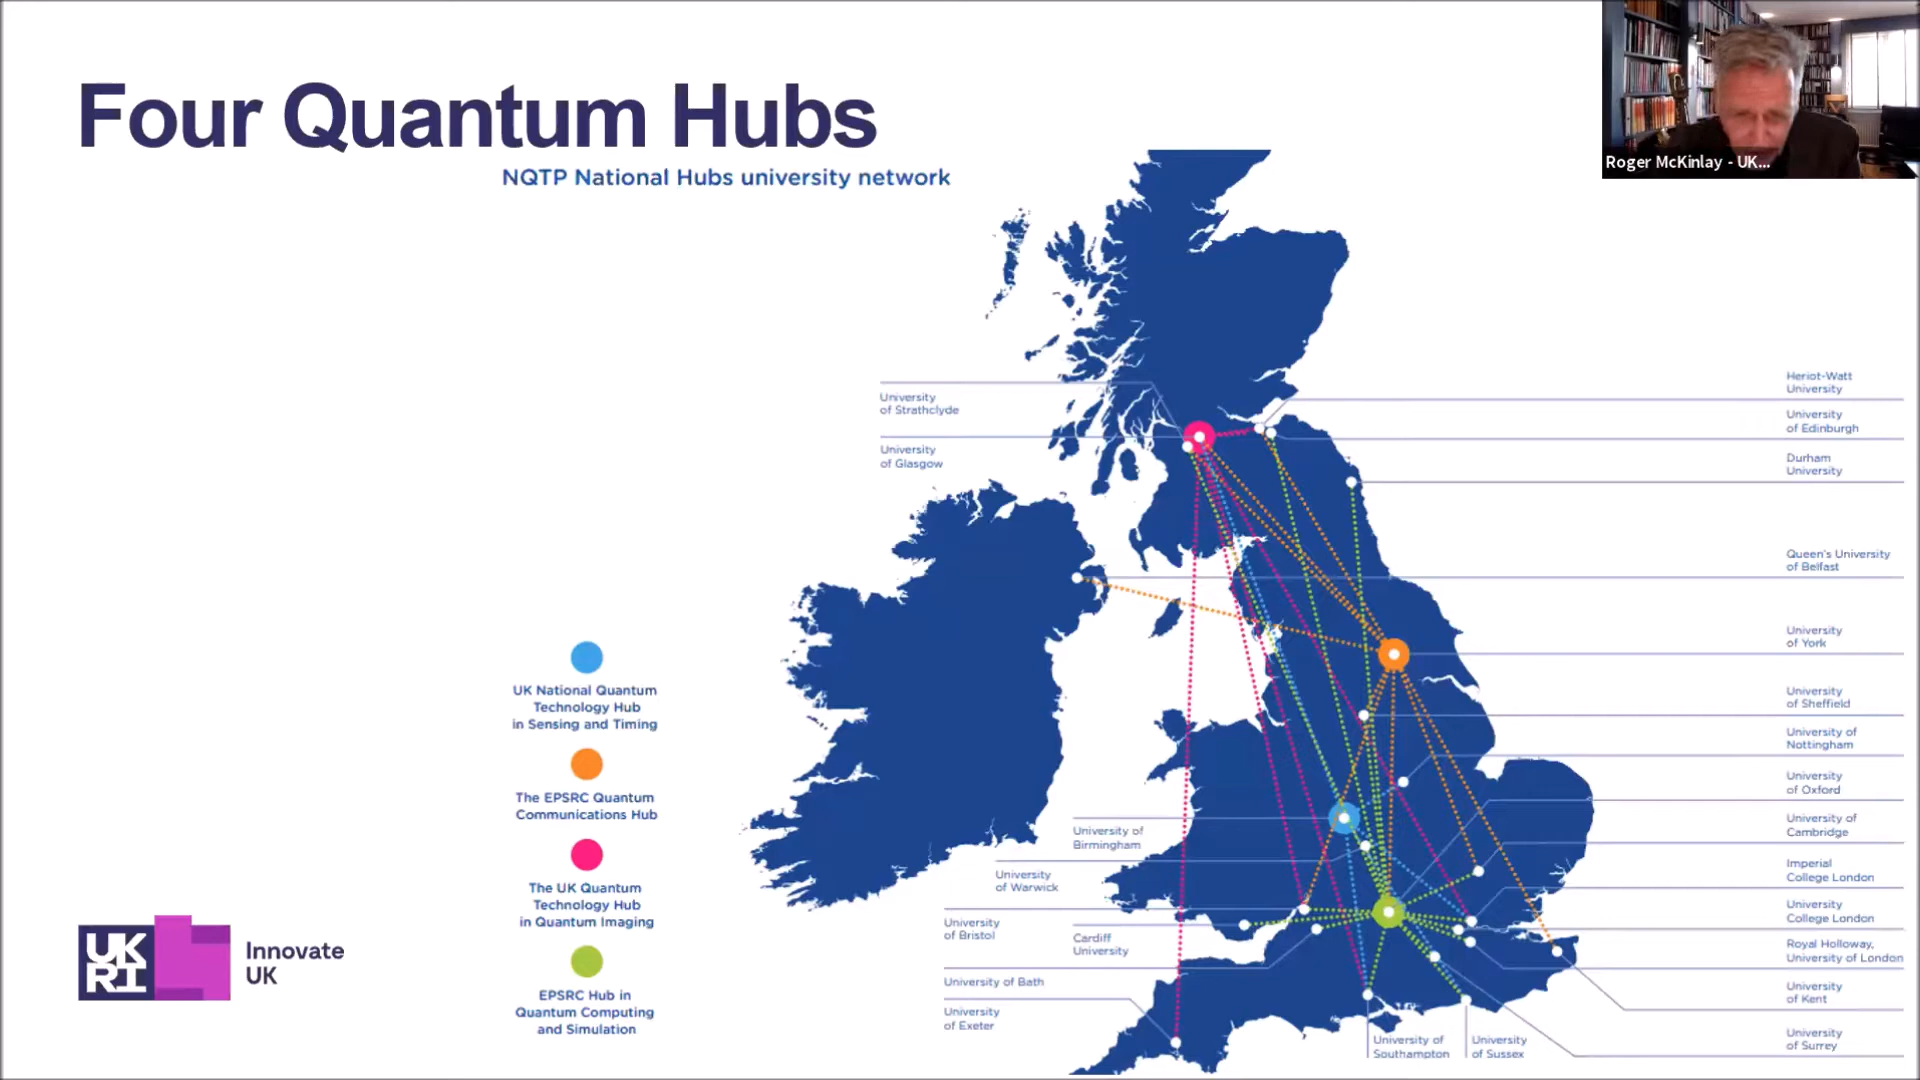 Four Quantum Hubs
NQTP National Hubs university network
Roger McKinlay - UK...
University
of Strathclyde
University
of Glasgow
Heriot-Watt
University
University
of Edinburgh
Durham
University
Queen's University
of Belfast
University
of York
University
of Sheffield
University of
Nottingham
University
of Oxford
University of
Cambridge
Imperial
College London
University
College London
Royal Holloway,
University of London
University
of Kent
University
of Surrey
University of
Birmingham
University
of Warwick
University
of Bristol
Cardiff
University
University of Bath
University
of Exeter
University of
Southampton
University
of Sussex
UK National Quantum
Technology Hub
in Sensing and Timing
The EPSRC Quantum
Communications Hub
The UK Quantum
Technology Hub
in Quantum Imaging
EPSRC Hub in
Quantum Computing
and Simulation
UK
RI
Innovate
UK